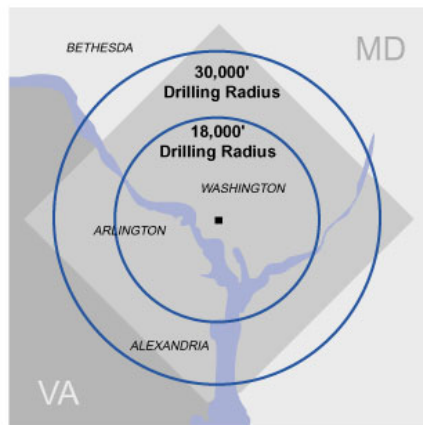 BETHESDA
MD
30,000'
Drilling Radius
18,000'
Drilling Radius
WASHINGTON
ARLINGTON
ALEXANDRIA
VA